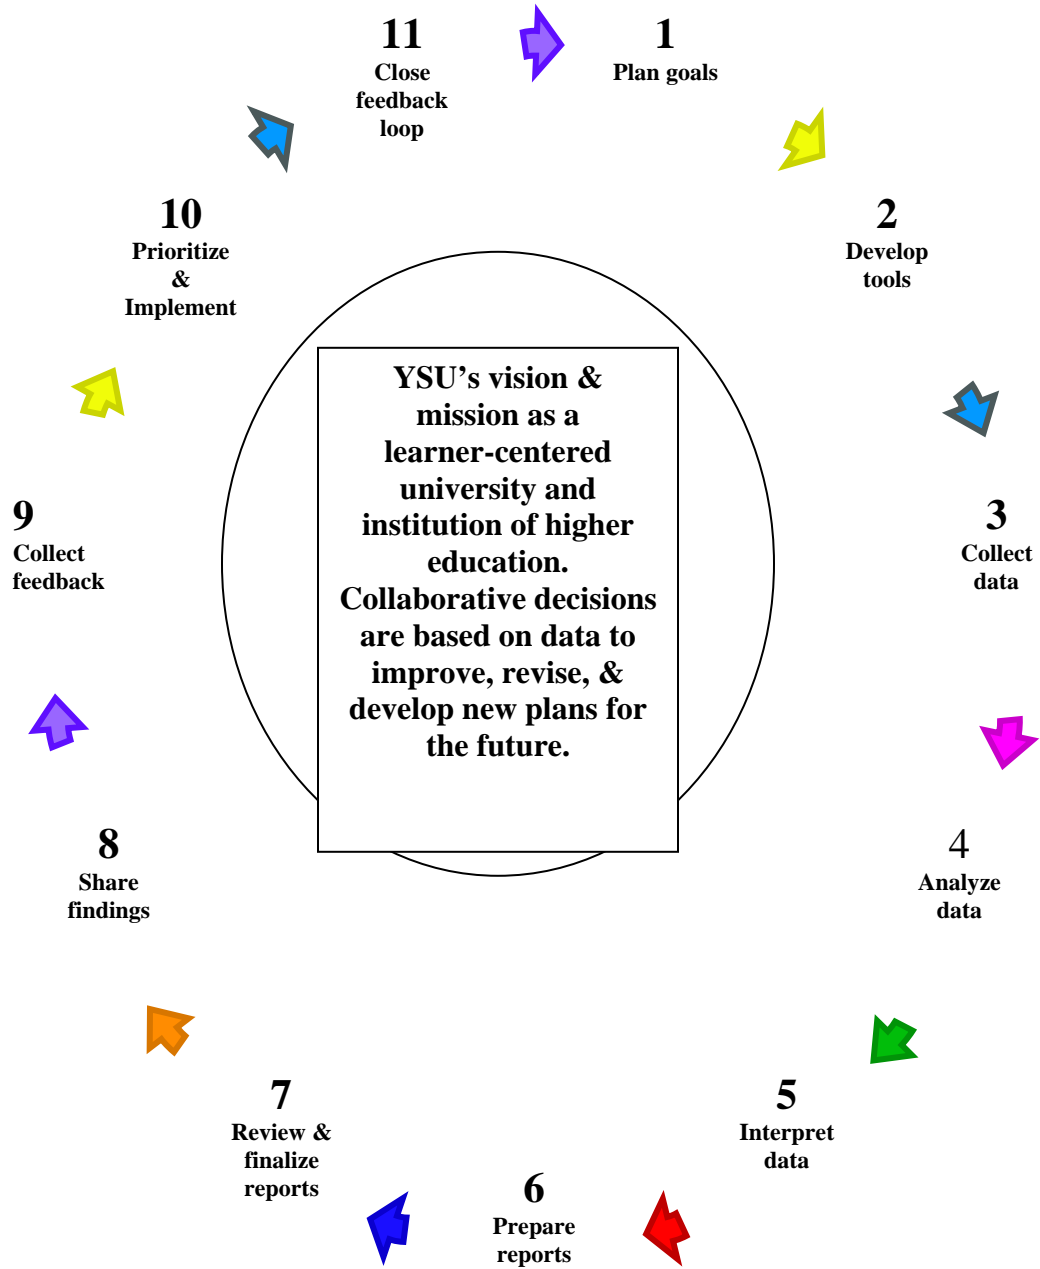 11
Close
feedback
loop
1
Plan goals
2
Develop
tools
3
Collect
data
4
Analyze
data
5
Interpret
data
6
Prepare
reports
7
Review &
finalize
reports
8
Share
findings
9
Collect
feedback
10
Prioritize
&
Implement
YSU’s vision &
mission as a
learner-centered
university and
institution of higher
education.
Collaborative decisions
are based on data to
improve, revise, &
develop new plans for
the future.